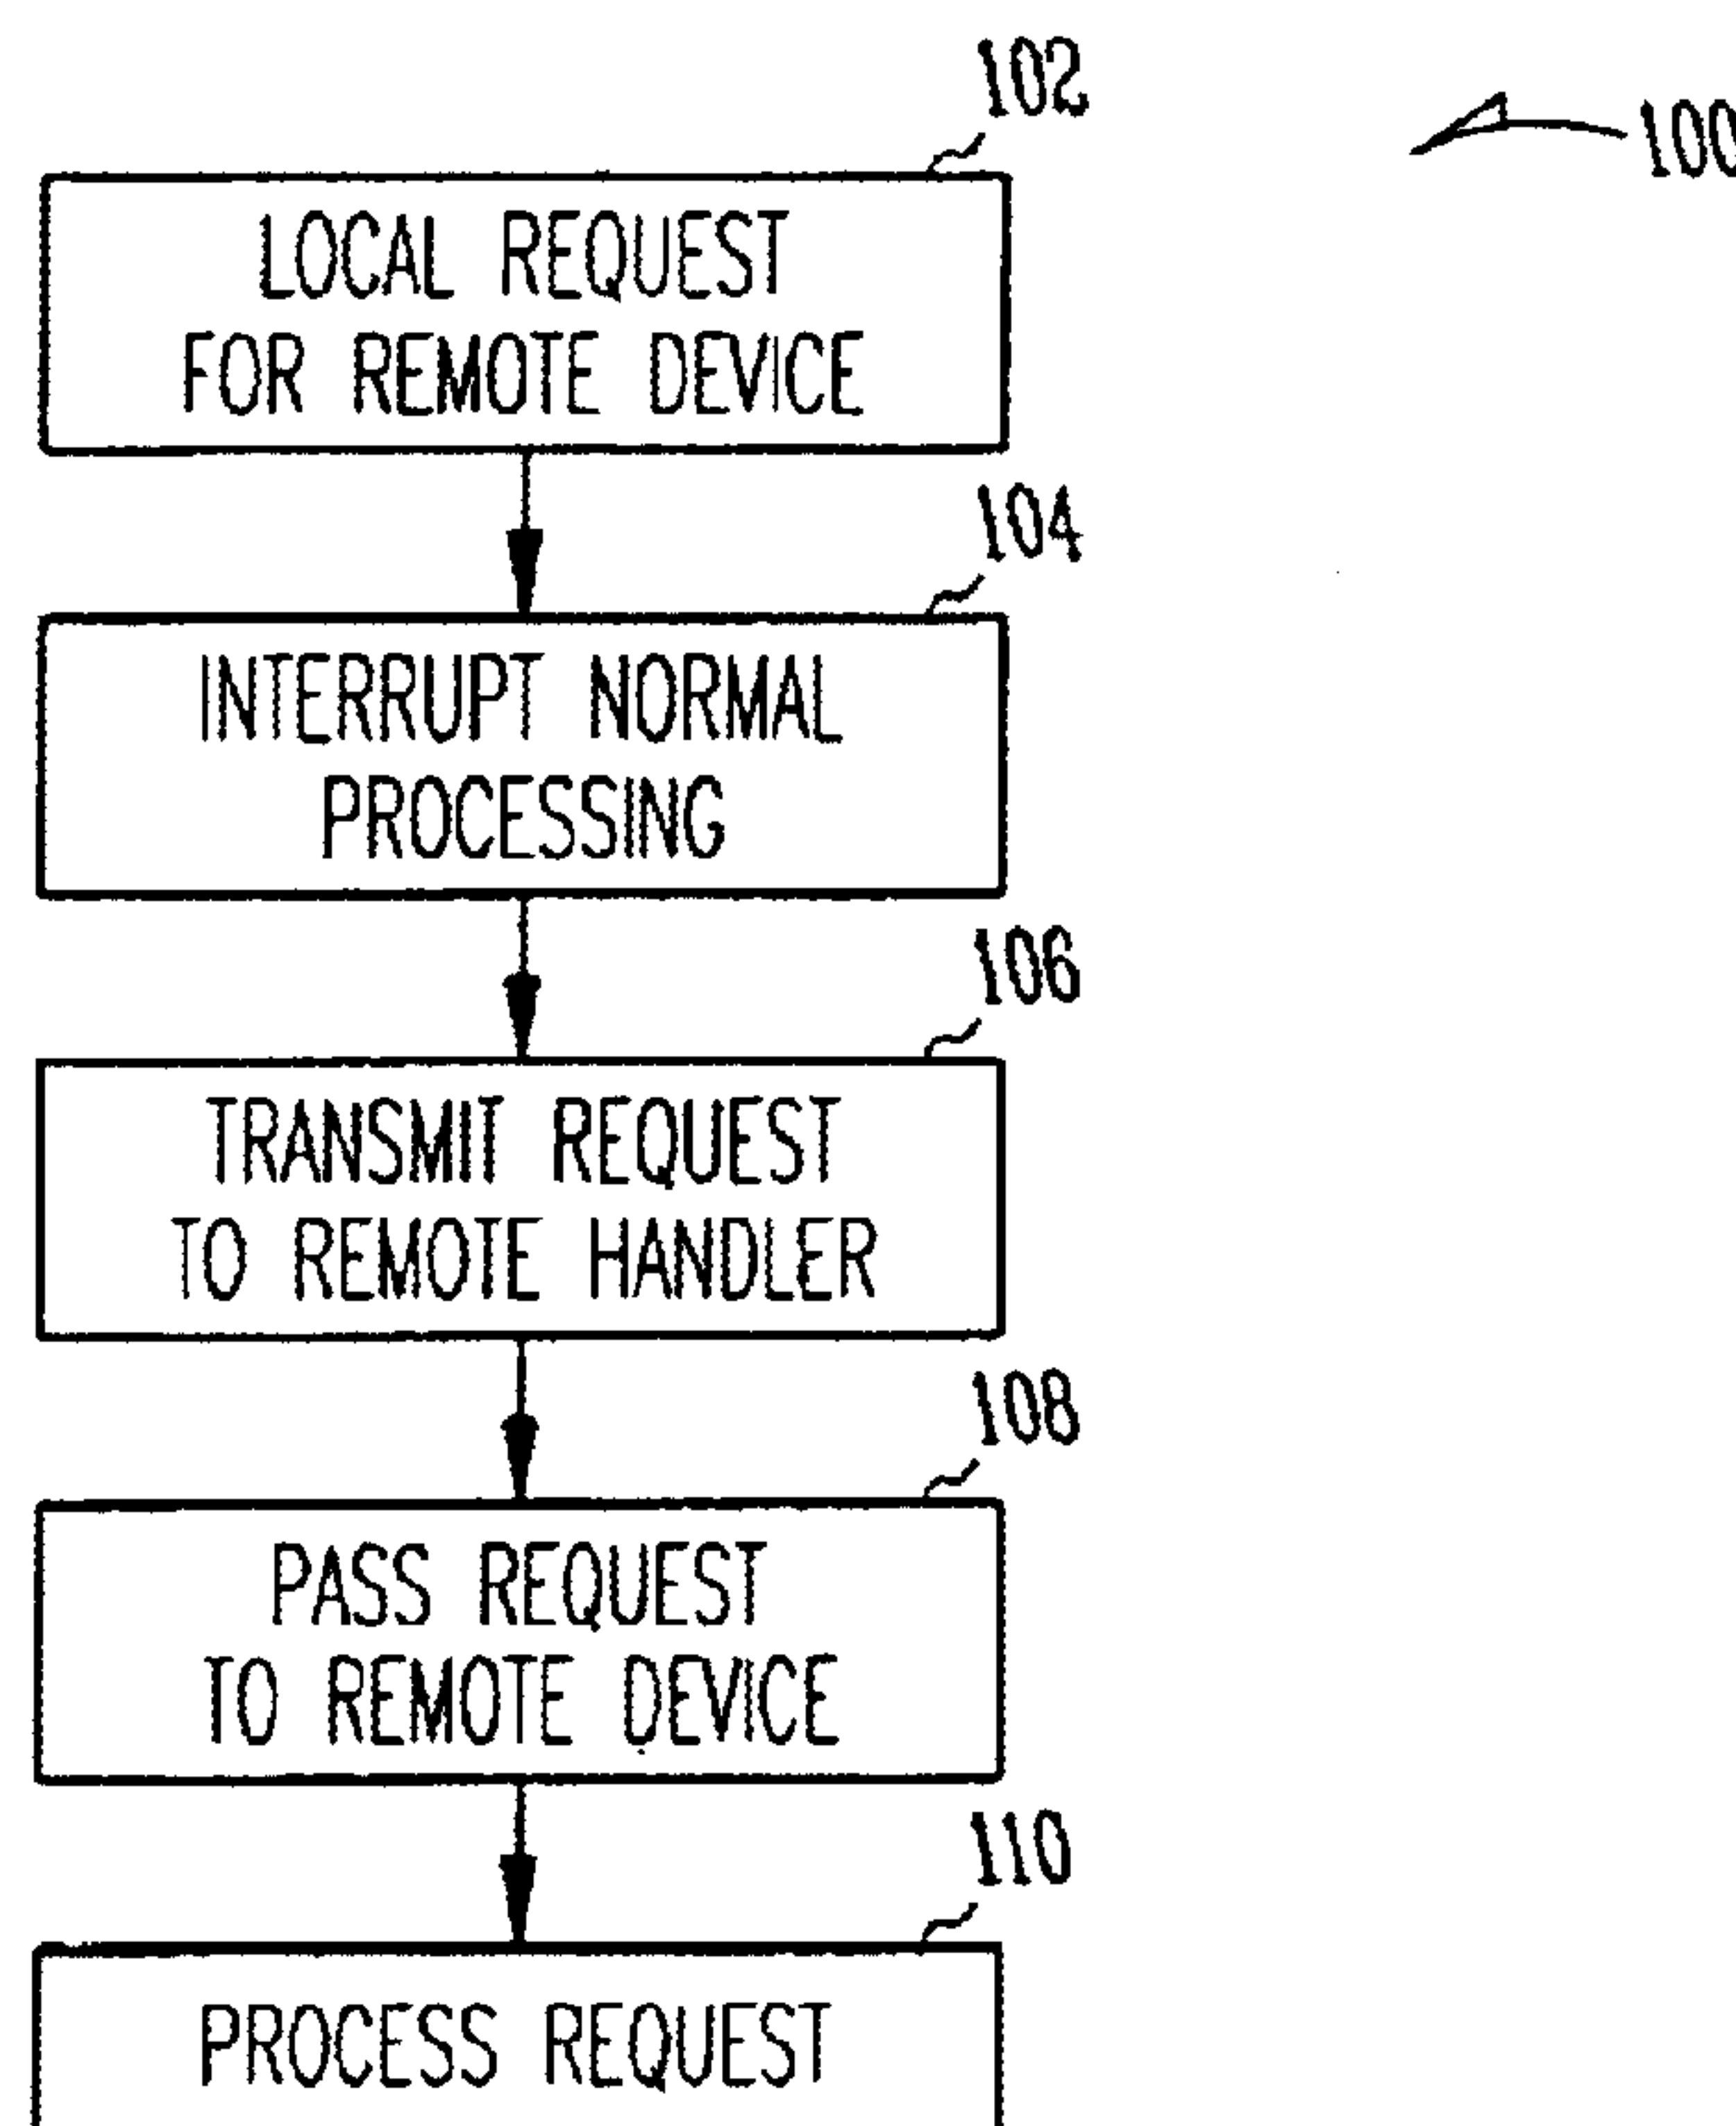 102
100
LOCAL REQUEST
FOR REMOTE DEVICE
104
INTERRUPT NORMAL
PROCESSING
106
TRANSMIT REQUEST
TO REMOTE HANDLER
108
PASS REQUEST
TO REMOTE DEVICE
110
PROCESS REQUEST